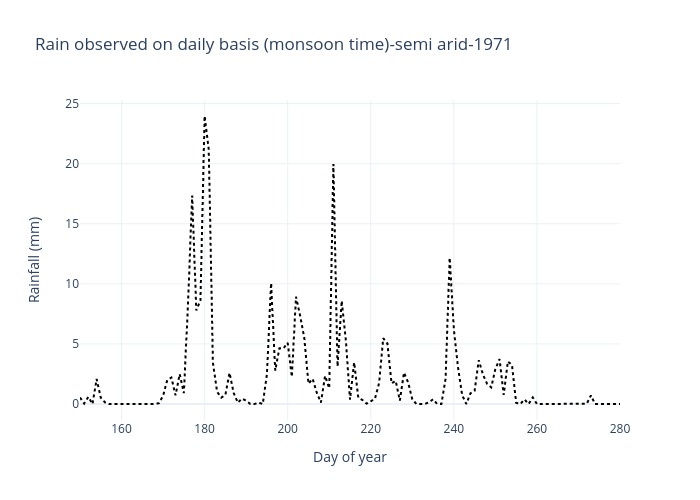 Rain observed on daily basis (monsoon time)-semi arid-1971
25
20
15
10
5
0
Rainfall (mm)
160 180 200 220 240 260 280
Day of year